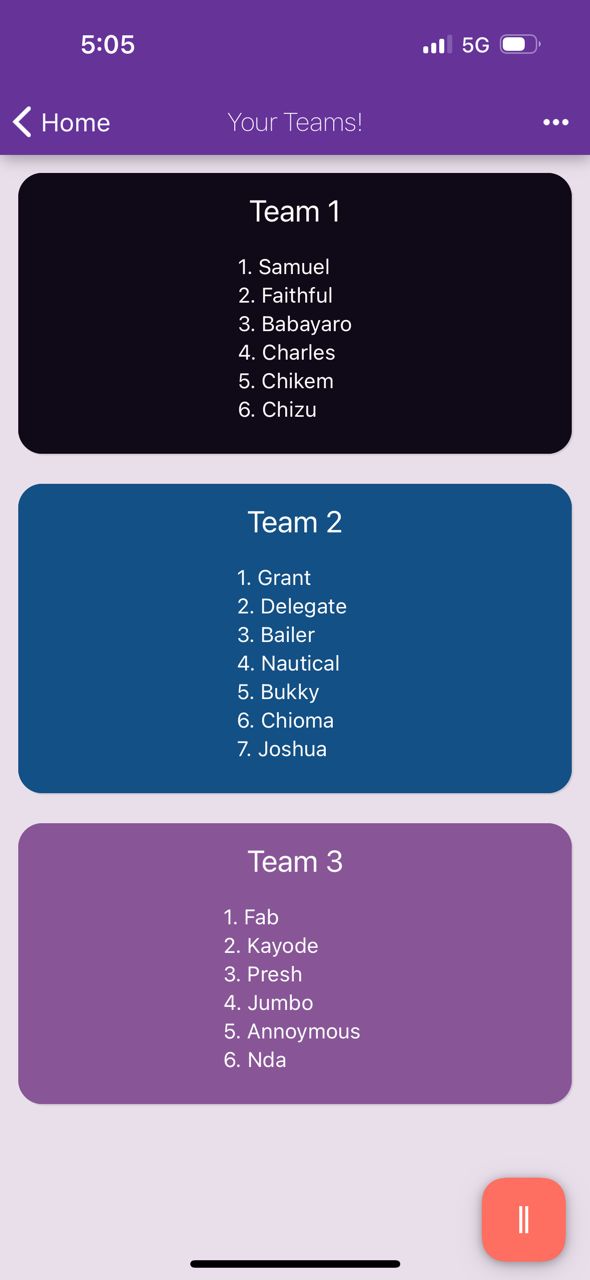 5:05
5G
Home
Your Teams!
Team 1
1. Samuel
2. Faithful
3. Babayaro
4. Charles
5. Chikem
6. Chizu
Team 2
1. Grant
2. Delegate
3. Bailer
4. Nautical
5. Bukky
6. Chioma
7. Joshua
Team 3
1. Fab
2. Kayode
3. Presh
4. Jumbo
5. Annoymous
6. Nda